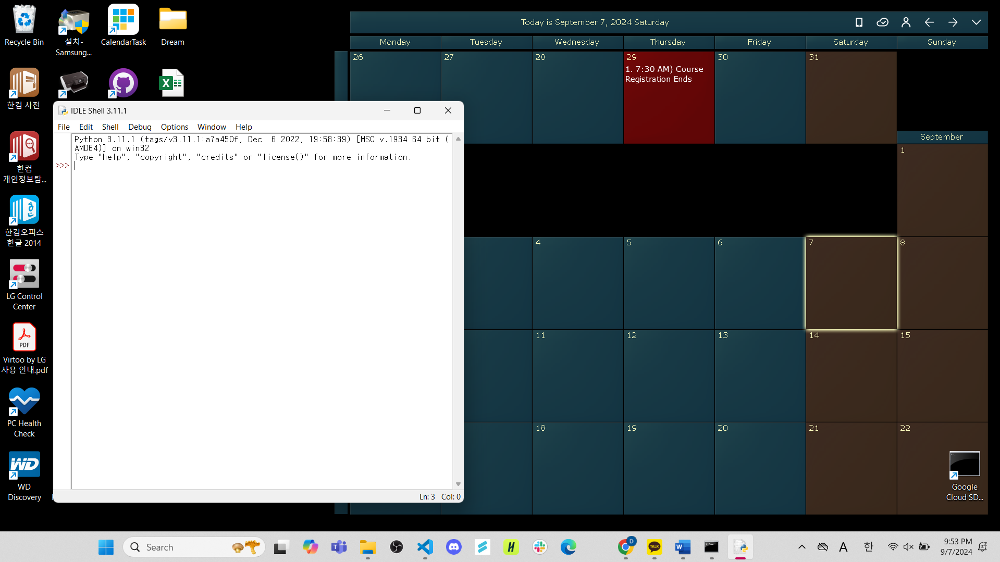 Recycle Bin
설치-
Samsung...
CalendarTask
Dream
한컴 사전
한컴
개인정보탐...
한컴오피스
한글 2014
LG Control
Center
PDF
Virtoo by LG
사용 안내.pdf
PC Health
Check
WD
WD
Discovery
IDLE Shell 3.11.1
File Edit Shell Debug Options Window Help
Python 3.11.1 (tags/v3.11.1:a7a450f, Dec  6 2022, 19:58:39) [MSC v.1934 64 bit (
AMD64)] on win32
Type "help", "copyright", "credits" or "license()" for more information.
>>>
Ln: 3 Col: 0
Today is September 7, 2024 Saturday
Monday Tuesday Wednesday Thursday Friday Saturday Sunday
26 27 28 29 30 31
1. 7:30 AM) Course
Registration Ends
September
1
4 5 6 7 8
11 12 13 14 15
18 19 20 21 22
Google
Cloud SD...
Search
D
TALK
A
한
9:53 PM
9/7/2024